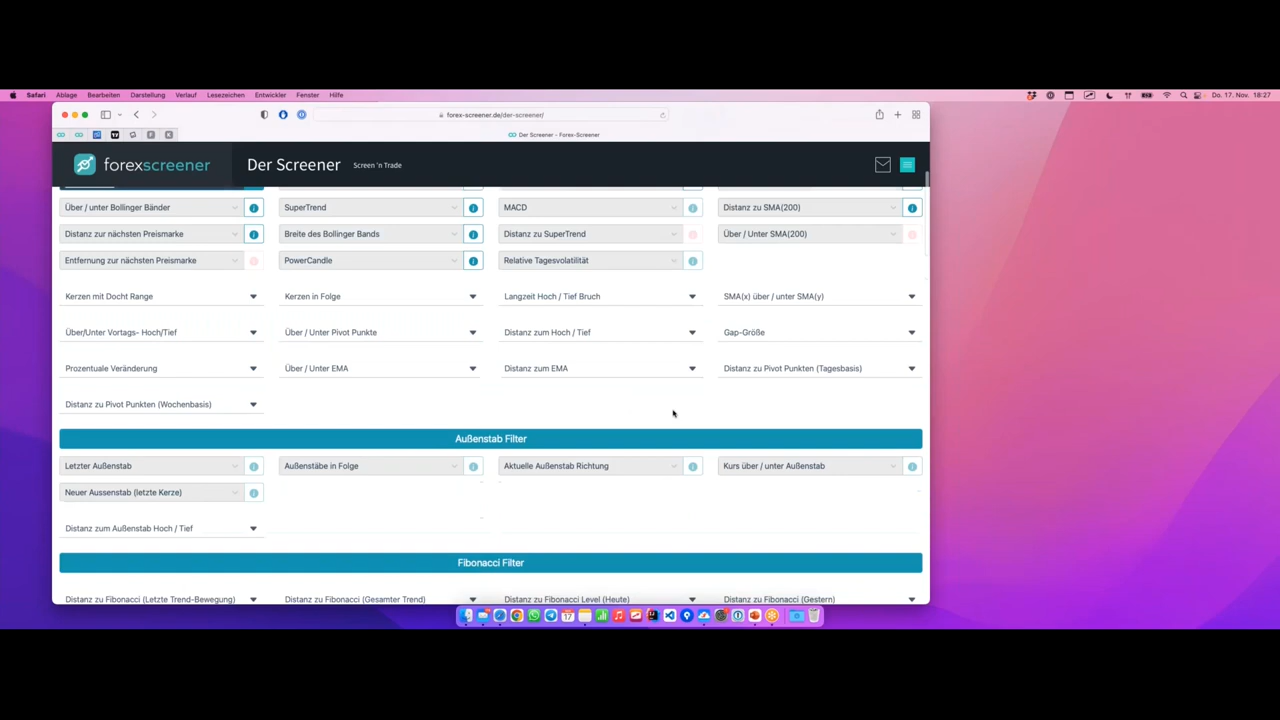 Safari Ablage Bearbeiten Darstellung Verlauf Lesezeichen Entwickler Fenster Hilfe Do. 17. Nov. 18:27
forex-screener.de/der-screener/
Der Screener - Forex-Screener
forexscreener Der Screener Screen 'n Trade
Über / unter Bollinger Bänder SuperTrend MACD Distanz zu SMA(200)
Distanz zur nächsten Preismarke Breite des Bollinger Bands Distanz zu SuperTrend Über / Unter SMA(200)
Entfernung zur nächsten Preismarke PowerCandle Relative Tagesvolatilität
Kerzen mit Docht Range Kerzen in Folge Langzeit Hoch / Tief Bruch SMA(x) über / unter SMA(y)
Über/Unter Vortags- Hoch/Tief Über / Unter Pivot Punkte Distanz zum Hoch / Tief Gap-Größe
Prozentuale Veränderung Über / Unter EMA Distanz zum EMA Distanz zu Pivot Punkten (Tagesbasis)
Distanz zu Pivot Punkten (Wochenbasis)
Außenstab Filter
Letzter Außenstab Außenstäbe in Folge Aktuelle Außenstab Richtung Kurs über / unter Außenstab
Neuer Aussenstab (letzte Kerze)
Distanz zum Außenstab Hoch / Tief
Fibonacci Filter
Distanz zu Fibonacci (Letzte Trend-Bewegung) Distanz zu Fibonacci (Gesamter Trend) Distanz zu Fibonacci Level (Heute) Distanz zu Fibonacci (Gestern)